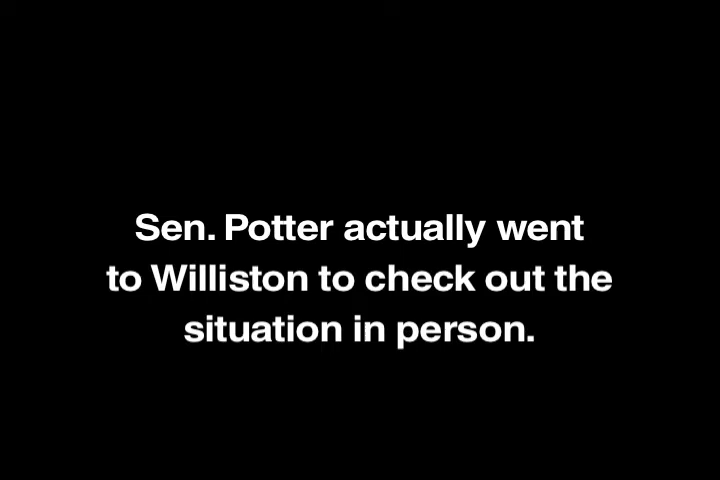 Sen. Potter actually went
to Williston to check out the
situation in person.